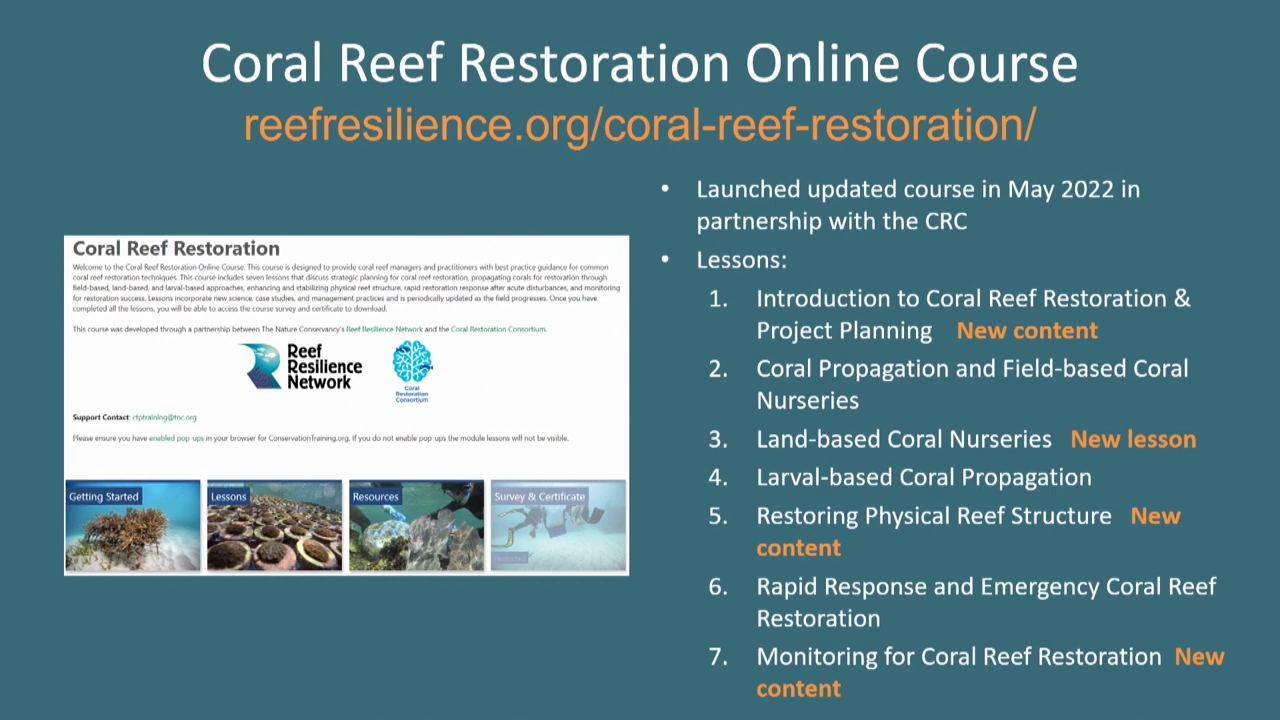 Coral Reef Restoration Online Course
reefresilience.org/coral-reef-restoration/
Coral Reef Restoration
Welcome to the Coral Reef Restoration Online Course. This course is designed to provide coral reef managers and practitioners with best practice guidance for common
coral reef restoration techniques. This course includes seven lessons that discuss strategic planning for coral reef restoration, propagating corals for restoration through
field-based, land-based, and larval-based approaches, enhancing and stabilizing physical reef structure, rapid restoration response after acute disturbances, and monitoring
for restoration success. Lessons incorporate new science, case studies, and management practices and is periodically updated as the field progresses. Once you have
completed all the lessons, you will be able to access the course survey and certificate to download.
This course was developed through a partnership between The Nature Conservancy's Reef Resilience Network and the Coral Restoration Consortium.
Reef
Resilience
Network
Coral
Restoration
Consortium
Support Contact: ctptraining@tnc.org
Please ensure you have enabled pop-ups in your browser for ConservationTraining.org. If you do not enable pop-ups the module lessons will not be visible.
Getting Started
Lessons
Resources
Survey & Certificate
• Launched updated course in May 2022 in
partnership with the CRC
• Lessons:
1. Introduction to Coral Reef Restoration &
Project Planning New content
2. Coral Propagation and Field-based Coral
Nurseries
3. Land-based Coral Nurseries New lesson
4. Larval-based Coral Propagation
5. Restoring Physical Reef Structure New
content
6. Rapid Response and Emergency Coral Reef
Restoration
7. Monitoring for Coral Reef Restoration New
content